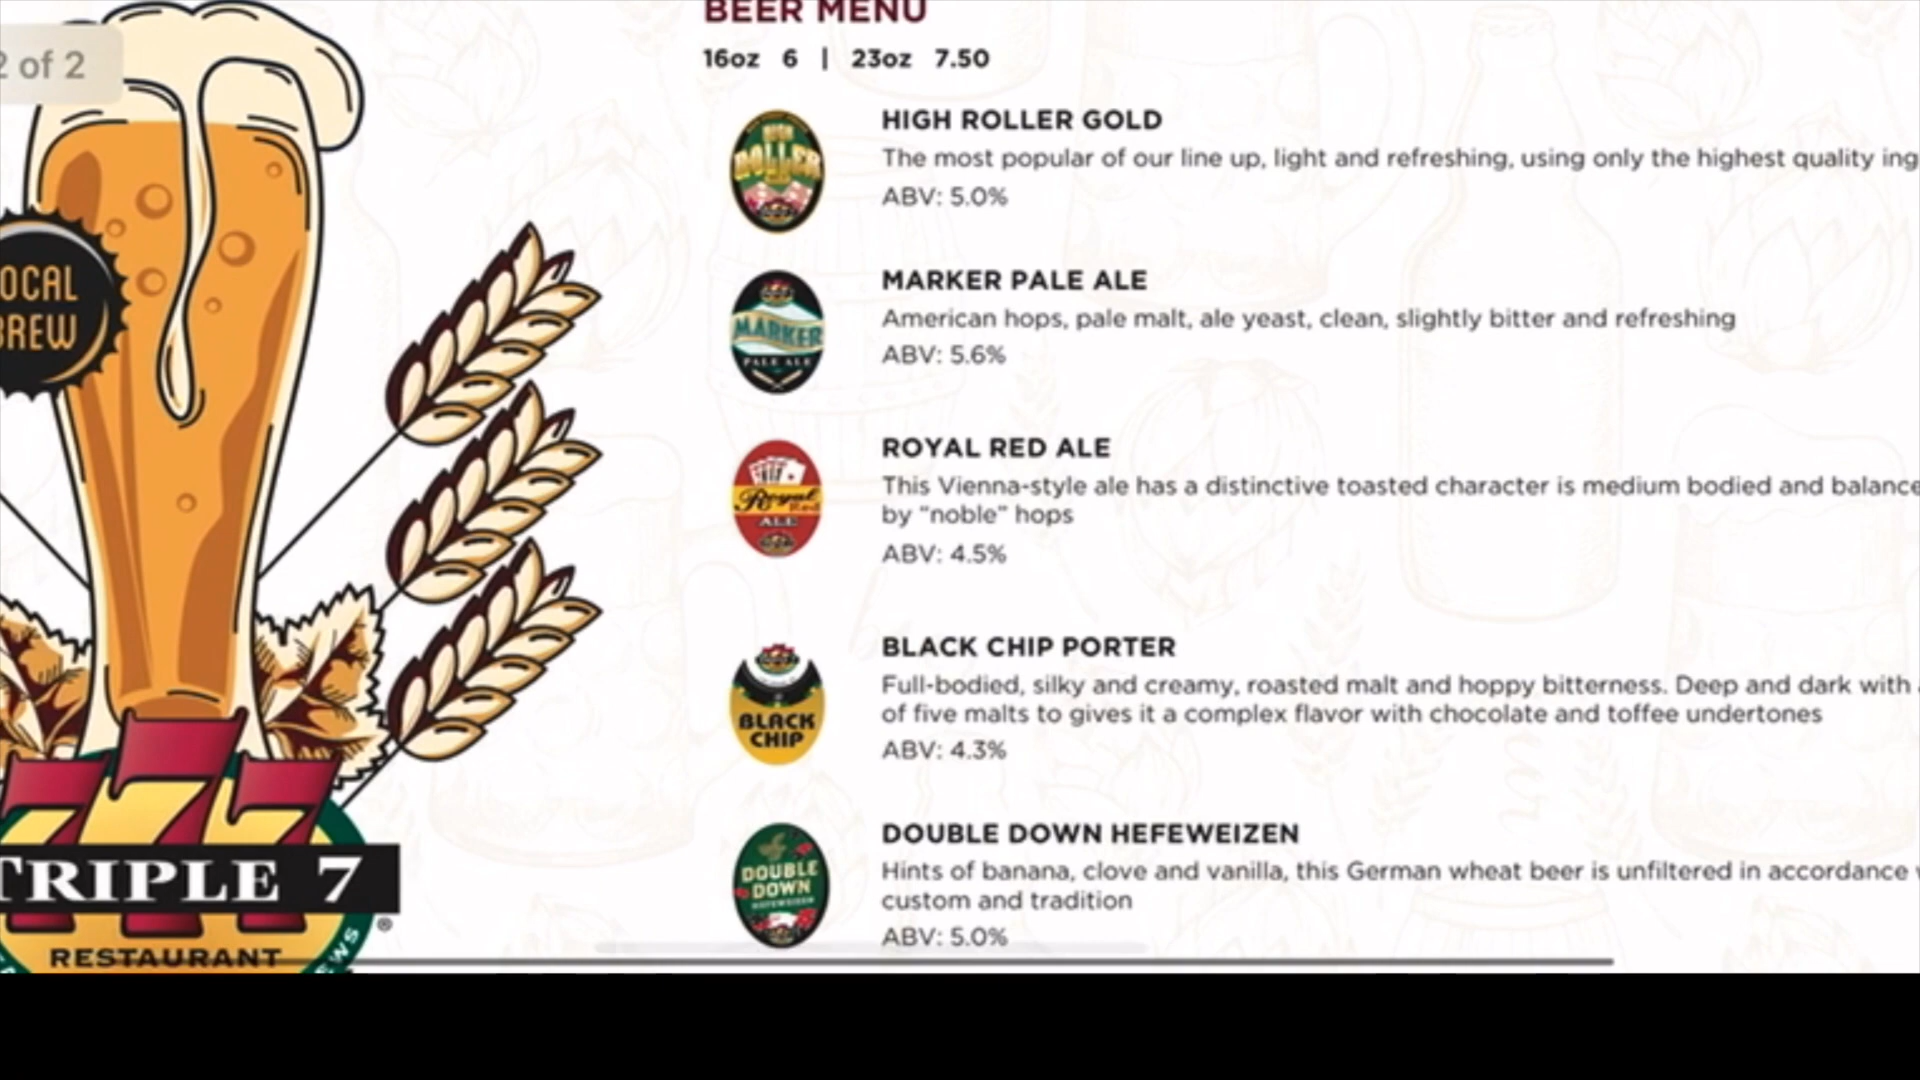 BEER MENU
2 of 2
16oz 6 | 23oz 7.50
HIGH ROLLER GOLD
The most popular of our line up, light and refreshing, using only the highest quality ing
ABV: 5.0%
ROLLER
MARKER PALE ALE
American hops, pale malt, ale yeast, clean, slightly bitter and refreshing
ABV: 5.6%
MARKER
PALE ALE
OCAL
BREW
ROYAL RED ALE
This Vienna-style ale has a distinctive toasted character is medium bodied and balance
by “noble” hops
ABV: 4.5%
Royal
Red
ALE
BLACK CHIP PORTER
Full-bodied, silky and creamy, roasted malt and hoppy bitterness. Deep and dark with
of five malts to gives it a complex flavor with chocolate and toffee undertones
ABV: 4.3%
BLACK
CHIP
DOUBLE DOWN HEFEWEIZEN
Hints of banana, clove and vanilla, this German wheat beer is unfiltered in accordance
custom and tradition
ABV: 5.0%
DOUBLE
DOWN
HEFEWEIZEN
777
TRIPLE 7
®
RESTAURANT
EWS